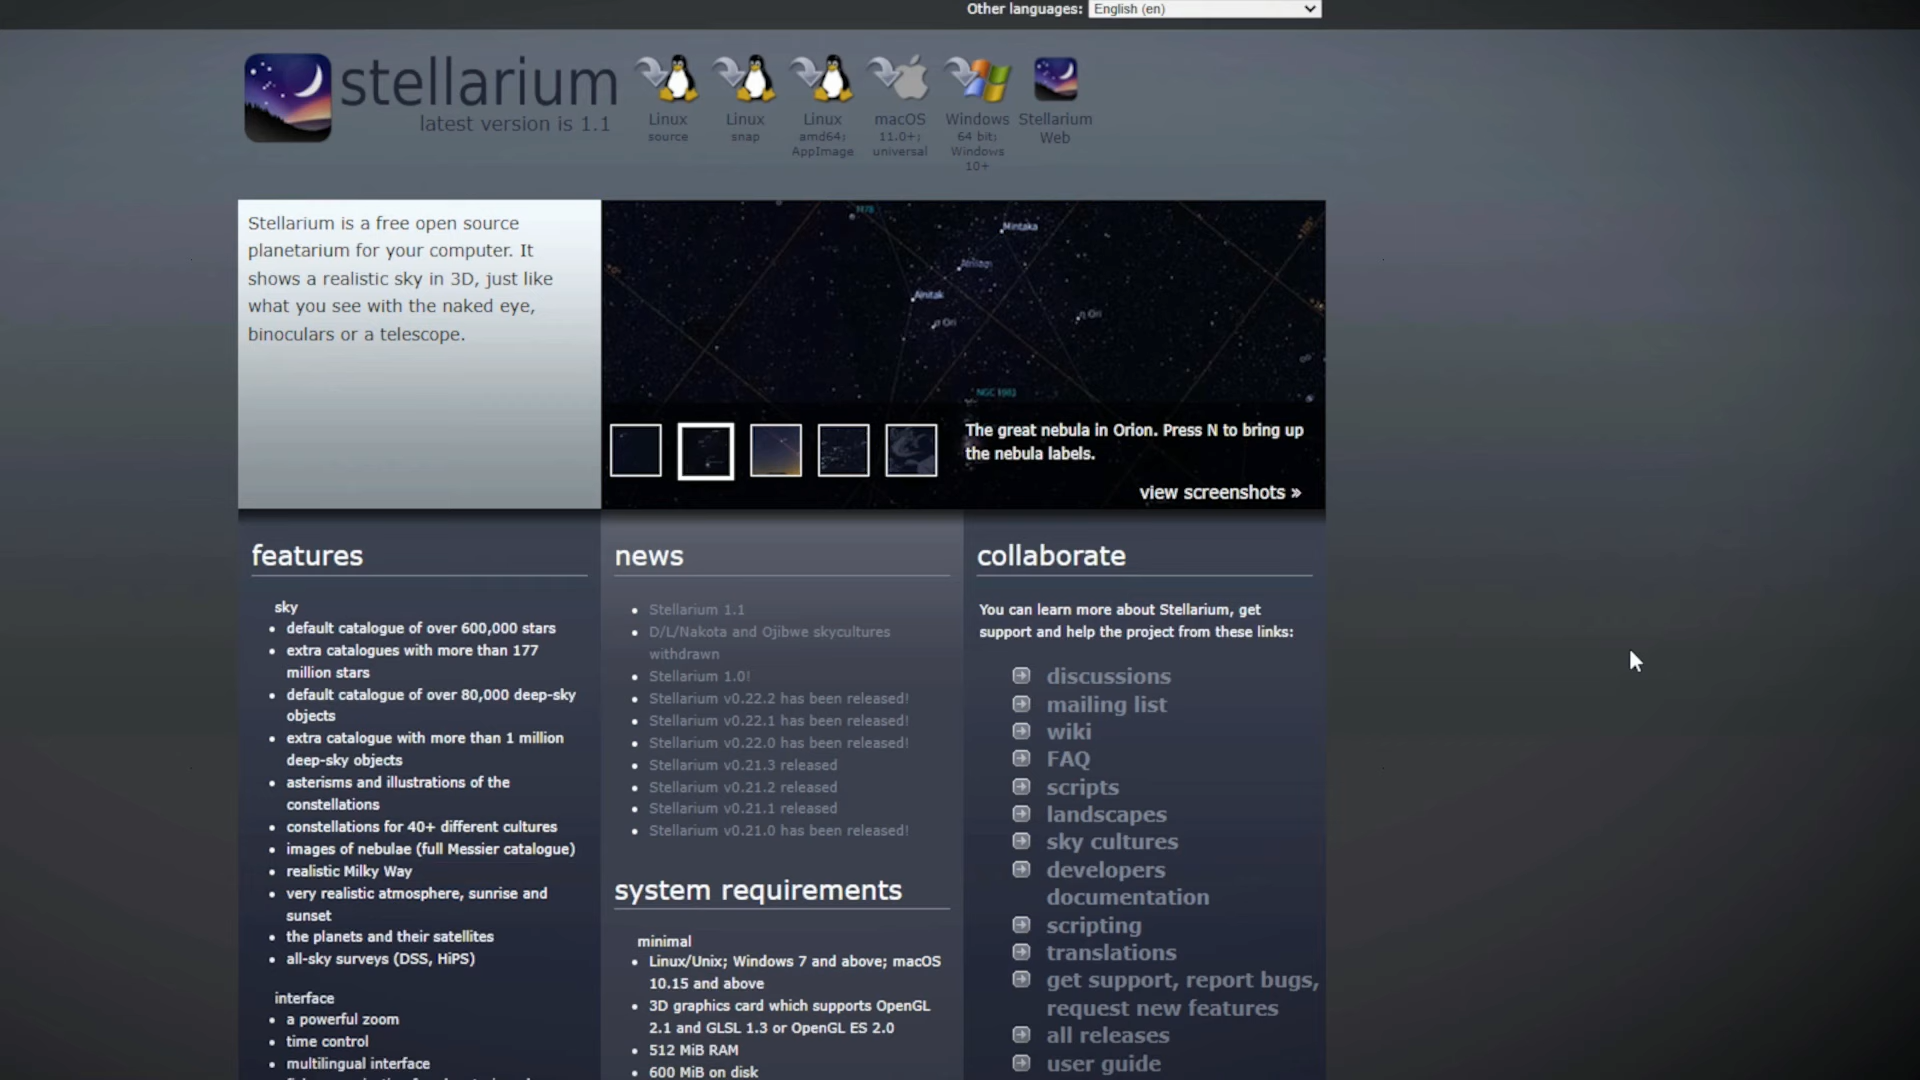 Other languages: English (en)
stellarium
latest version is 1.1
Linux
source
Linux
snap
Linux
amd64;
AppImage
macOS
11.0+;
universal
Windows
64 bit;
Windows
10+
Stellarium
Web
Stellarium is a free open source
planetarium for your computer. It
shows a realistic sky in 3D, just like
what you see with the naked eye,
binoculars or a telescope.
M78
Mintaka
Alnilam
Alnitak
σ Ori
η Ori
The great nebula in Orion. Press N to bring up
the nebula labels.
view screenshots »
features
sky
• default catalogue of over 600,000 stars
• extra catalogues with more than 177
million stars
• default catalogue of over 80,000 deep-sky
objects
• extra catalogue with more than 1 million
deep-sky objects
• asterisms and illustrations of the
constellations
• constellations for 40+ different cultures
• images of nebulae (full Messier catalogue)
• realistic Milky Way
• very realistic atmosphere, sunrise and
sunset
• the planets and their satellites
• all-sky surveys (DSS, HiPS)
interface
• a powerful zoom
• time control
• multilingual interface
news
• Stellarium 1.1
• D/L/Nakota and Ojibwe skycultures
withdrawn
• Stellarium 1.0!
• Stellarium v0.22.2 has been released!
• Stellarium v0.22.1 has been released!
• Stellarium v0.22.0 has been released!
• Stellarium v0.21.3 released
• Stellarium v0.21.2 released
• Stellarium v0.21.1 released
• Stellarium v0.21.0 has been released!
system requirements
minimal
• Linux/Unix; Windows 7 and above; macOS
10.15 and above
• 3D graphics card which supports OpenGL
2.1 and GLSL 1.3 or OpenGL ES 2.0
• 512 MiB RAM
• 600 MiB on disk
collaborate
You can learn more about Stellarium, get
support and help the project from these links:
discussions
mailing list
wiki
FAQ
scripts
landscapes
sky cultures
developers
documentation
scripting
translations
get support, report bugs,
request new features
all releases
user guide